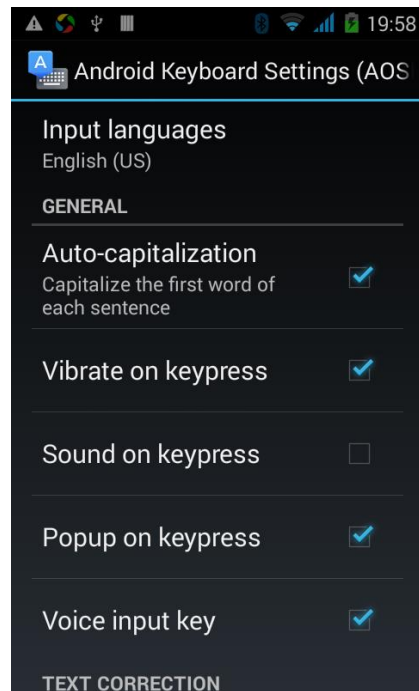 19:58
Android Keyboard Settings (AOS
Input languages
English (US)
GENERAL
Auto-capitalization
Capitalize the first word of
each sentence
Vibrate on keypress
Sound on keypress
Popup on keypress
Voice input key
TEXT CORRECTION